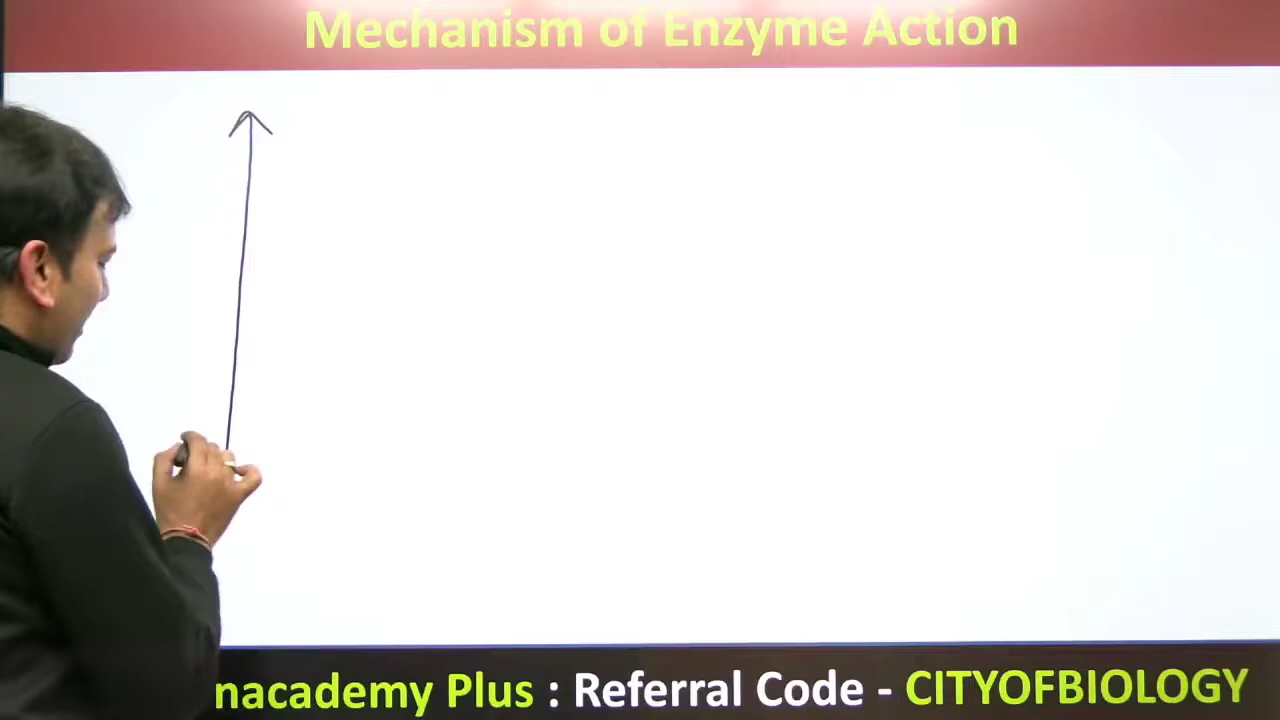 Mechanism of Enzyme Action
nacademy Plus : Referral Code - CITYOFBIOLOGY